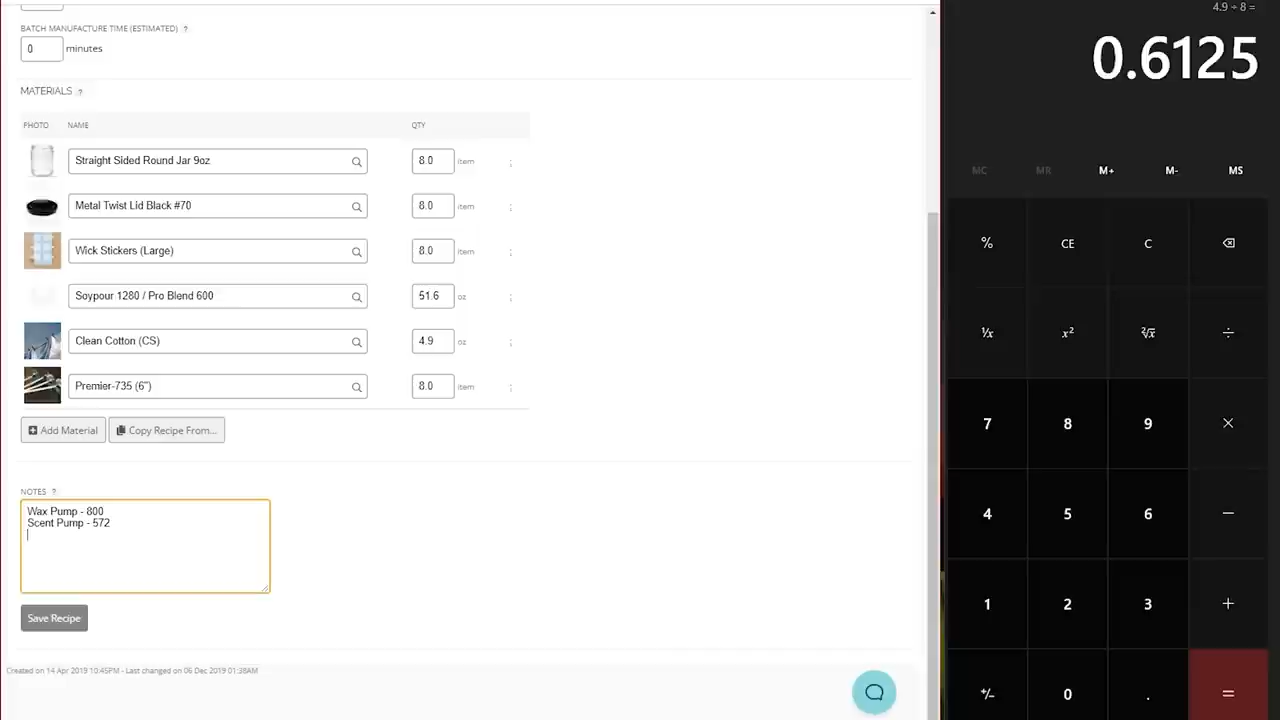 BATCH MANUFACTURE TIME (ESTIMATED) ?
0 minutes
MATERIALS ?
PHOTO NAME QTY
Straight Sided Round Jar 9oz 8.0 item
Metal Twist Lid Black #70 8.0 item
Wick Stickers (Large) 8.0 item
Soypour 1280 / Pro Blend 600 51.6 oz
Clean Cotton (CS) 4.9 oz
Premier-735 (6") 8.0 item
Add Material Copy Recipe From...
NOTES ?
Wax Pump - 800
Scent Pump - 572
Save Recipe
Created on 14 Apr 2019 10:45PM - Last changed on 06 Dec 2019 01:38AM
4.9 ÷ 8 =
0.6125
MC MR M+ M- MS
% CE C
⅟x x² ²√x ÷
7 8 9 ×
4 5 6 −
1 2 3 +
+/− 0 . =